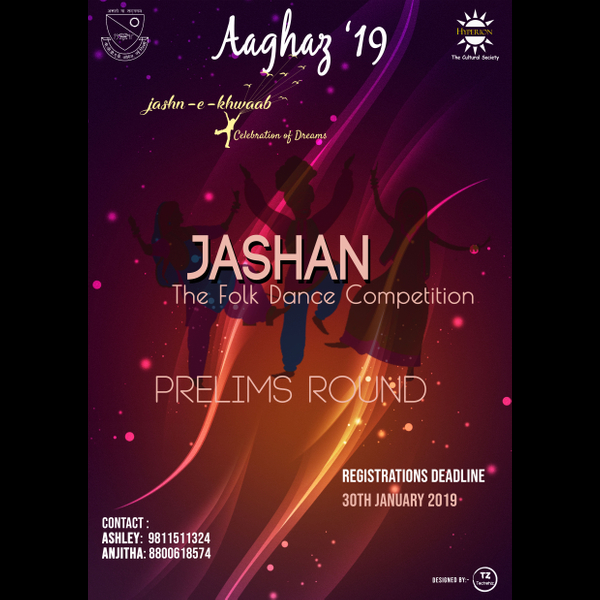 Aaghaz '19
HYPERION
The Cultural Society
jashn-e-khwaab
Celebration of Dreams
JASHAN
The Folk Dance Competition
PRELIMS ROUND
REGISTRATIONS DEADLINE
30TH JANUARY 2019
CONTACT :
ASHLEY: 9811511324
ANJITHA: 8800618574
DESIGNED BY:-
TZ